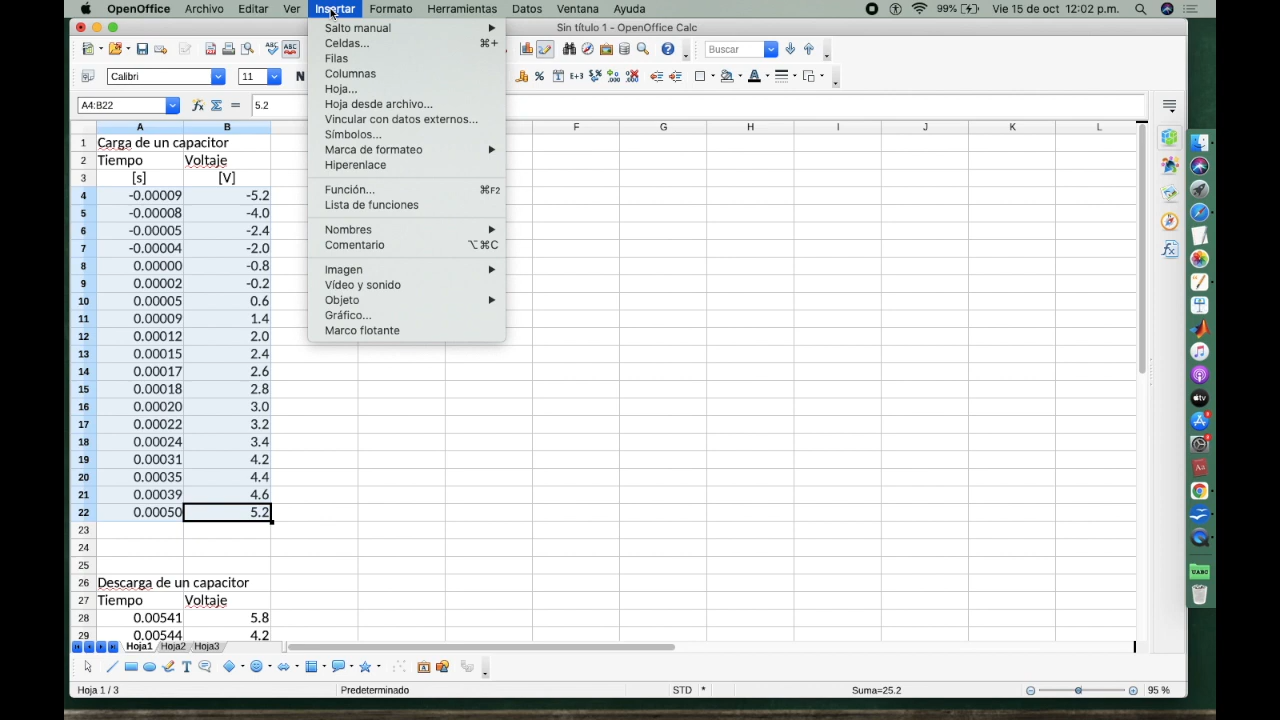 OpenOffice Archivo Editar Ver Insertar Formato Herramientas Datos Ventana Ayuda 99% Vie 15 de oct 12:02 p.m.
Sin título 1 - OpenOffice Calc
Buscar
Calibri 11 N
A4:B22 5.2
Salto manual
Celdas... ⌘+
Filas
Columnas
Hoja...
Hoja desde archivo...
Vincular con datos externos...
Símbolos...
Marca de formateo
Hiperenlace
Función... ⌘F2
Lista de funciones
Nombres
Comentario ⌥⌘C
Imagen
Vídeo y sonido
Objeto
Gráfico...
Marco flotante
A B F G H I J K L
1 Carga de un capacitor
2 Tiempo Voltaje
3 [s] [V]
4 -0.00009 -5.2
5 -0.00008 -4.0
6 -0.00005 -2.4
7 -0.00004 -2.0
8 0.00000 -0.8
9 0.00002 -0.2
10 0.00005 0.6
11 0.00009 1.4
12 0.00012 2.0
13 0.00015 2.4
14 0.00017 2.6
15 0.00018 2.8
16 0.00020 3.0
17 0.00022 3.2
18 0.00024 3.4
19 0.00031 4.2
20 0.00035 4.4
21 0.00039 4.6
22 0.00050 5.2
23
24
25
26 Descarga de un capacitor
27 Tiempo Voltaje
28 0.00541 5.8
29 0.00544 4.2
Hoja1 Hoja2 Hoja3
Hoja 1 / 3 Predeterminado STD * Suma=25.2 95 %
tv
UABC